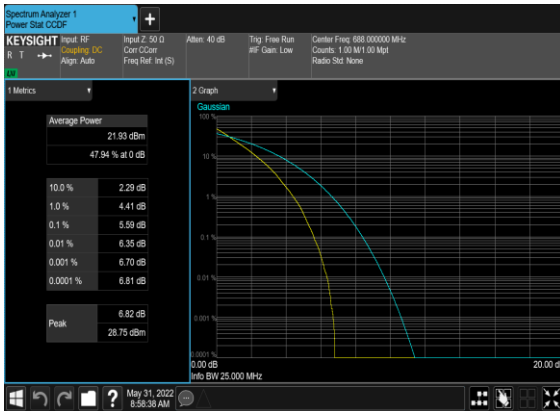 Spectrum Analyzer 1
Power Stat CCDF
+
KEYSIGHT
R T
LXI
Input: RF
Coupling: DC
Align: Auto
Input Z: 50 Ω
Corr CCorr
Freq Ref: Int (S)
Atten: 40 dB
Trig: Free Run
#IF Gain: Low
Center Freq: 688.000000 MHz
Counts: 1.00 M/1.00 Mpt
Radio Std: None
1 Metrics
Average Power
21.93 dBm
47.94 % at 0 dB
10.0 % 2.29 dB
1.0 % 4.41 dB
0.1 % 5.59 dB
0.01 % 6.35 dB
0.001 % 6.70 dB
0.0001 % 6.81 dB
Peak
6.82 dB
28.75 dBm
2 Graph
Gaussian
100 %
10 %
1 %
0.1 %
0.01 %
0.001 %
0.0001 %
0.00 dB
20.00 d
Info BW 25.000 MHz
?
May 31, 2022
8:58:38 AM